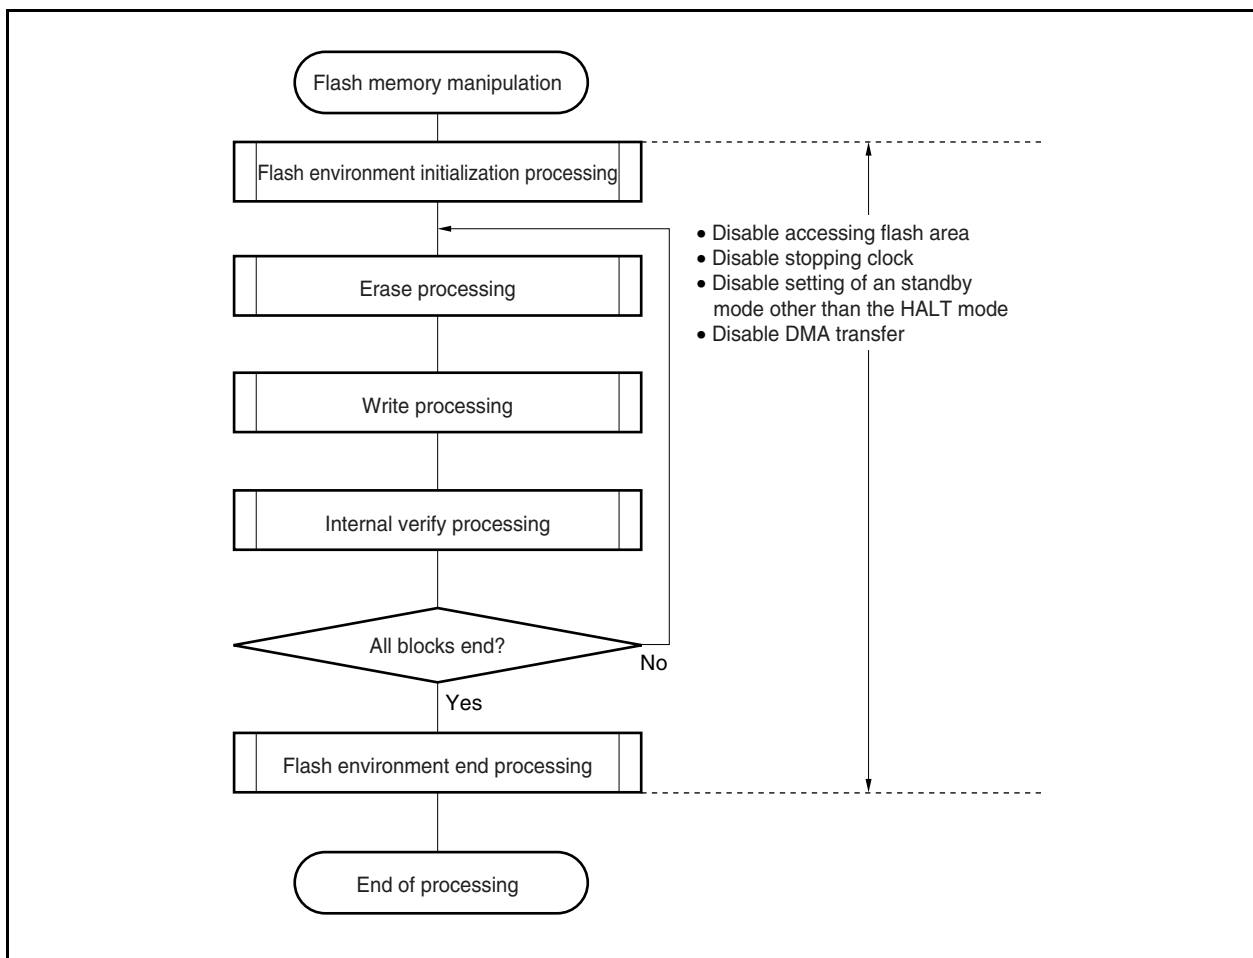 Flash memory manipulation
Flash environment initialization processing
• Disable accessing flash area
• Disable stopping clock
• Disable setting of an standby
mode other than the HALT mode
• Disable DMA transfer
Erase processing
Write processing
Internal verify processing
All blocks end?
No
Yes
Flash environment end processing
End of processing